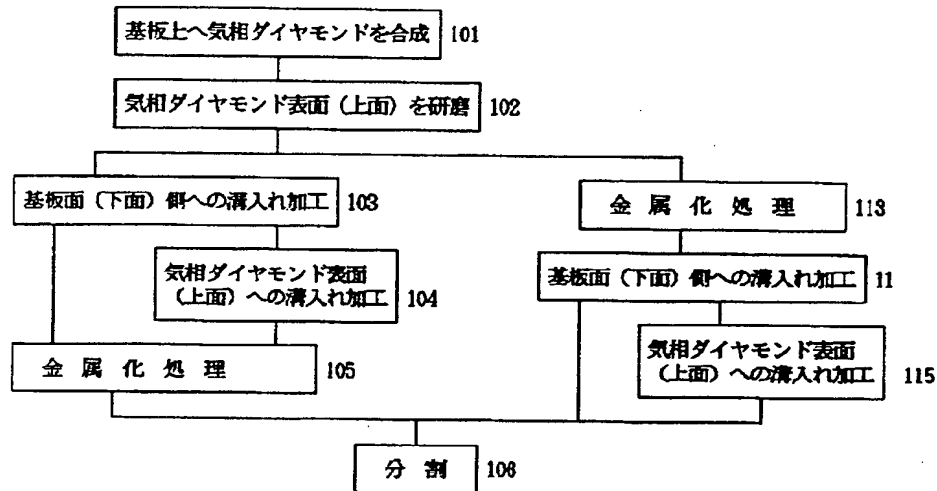 基板上へ気相ダイヤモンドを合成 101
気相ダイヤモンド表面（上面）を研磨 102
基板面（下面）側への溝入れ加工 103
金属化処理 113
気相ダイヤモンド表面
（上面）への溝入れ加工 104
基板面（下面）側への溝入れ加工 11
金属化処理 105
気相ダイヤモンド表面
（上面）への溝入れ加工 115
分割 106